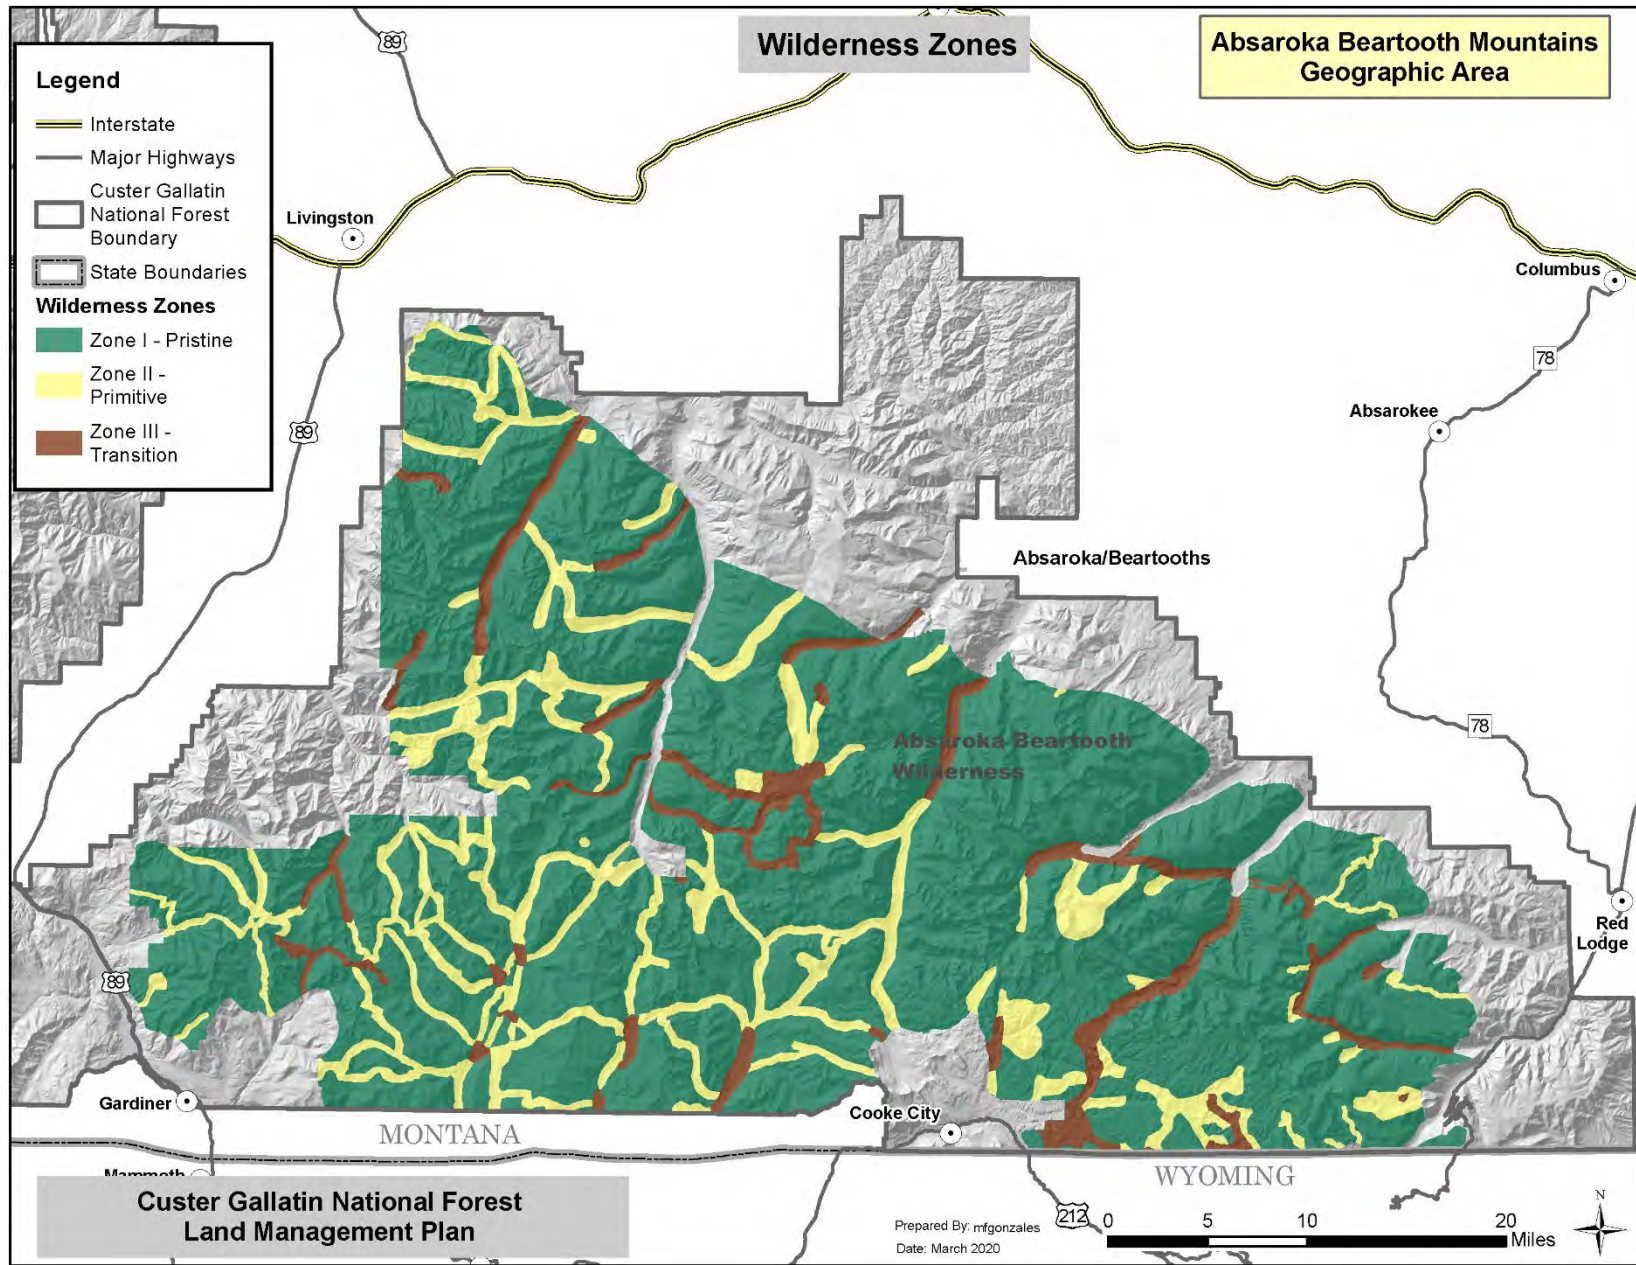 Wilderness Zones
Absaroka Beartooth Mountains
Geographic Area
Legend
Interstate
Major Highways
Custer Gallatin
National Forest
Boundary
State Boundaries
Wilderness Zones
Zone I - Pristine
Zone II -
Primitive
Zone III -
Transition
89
Livingston
89
Columbus
78
Absarokee
Absaroka/Beartooths
78
Absaroka Beartooth
Wilderness
Red
Lodge
89
Gardiner
Cooke City
MONTANA
WYOMING
Mammoth
Custer Gallatin National Forest
Land Management Plan
Prepared By: mfgonzales
Date: March 2020
212
0 5 10 20
Miles
N